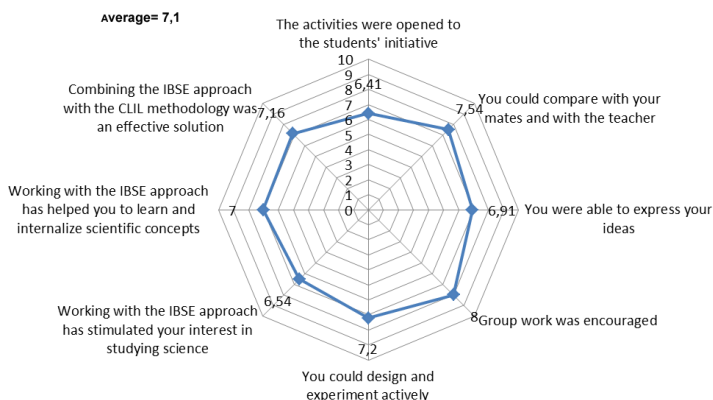 Average= 7,1
The activities were opened to
the students' initiative
10
9
8
7
6
5
4
3
2
1
0
6,41
7,54
You could compare with your
mates and with the teacher
6,91
You were able to express your
ideas
8
Group work was encouraged
7,2
You could design and
experiment actively
6,54
Working with the IBSE approach
has stimulated your interest in
studying science
7
Working with the IBSE approach
has helped you to learn and
internalize scientific concepts
7,16
Combining the IBSE approach
with the CLIL methodology was
an effective solution